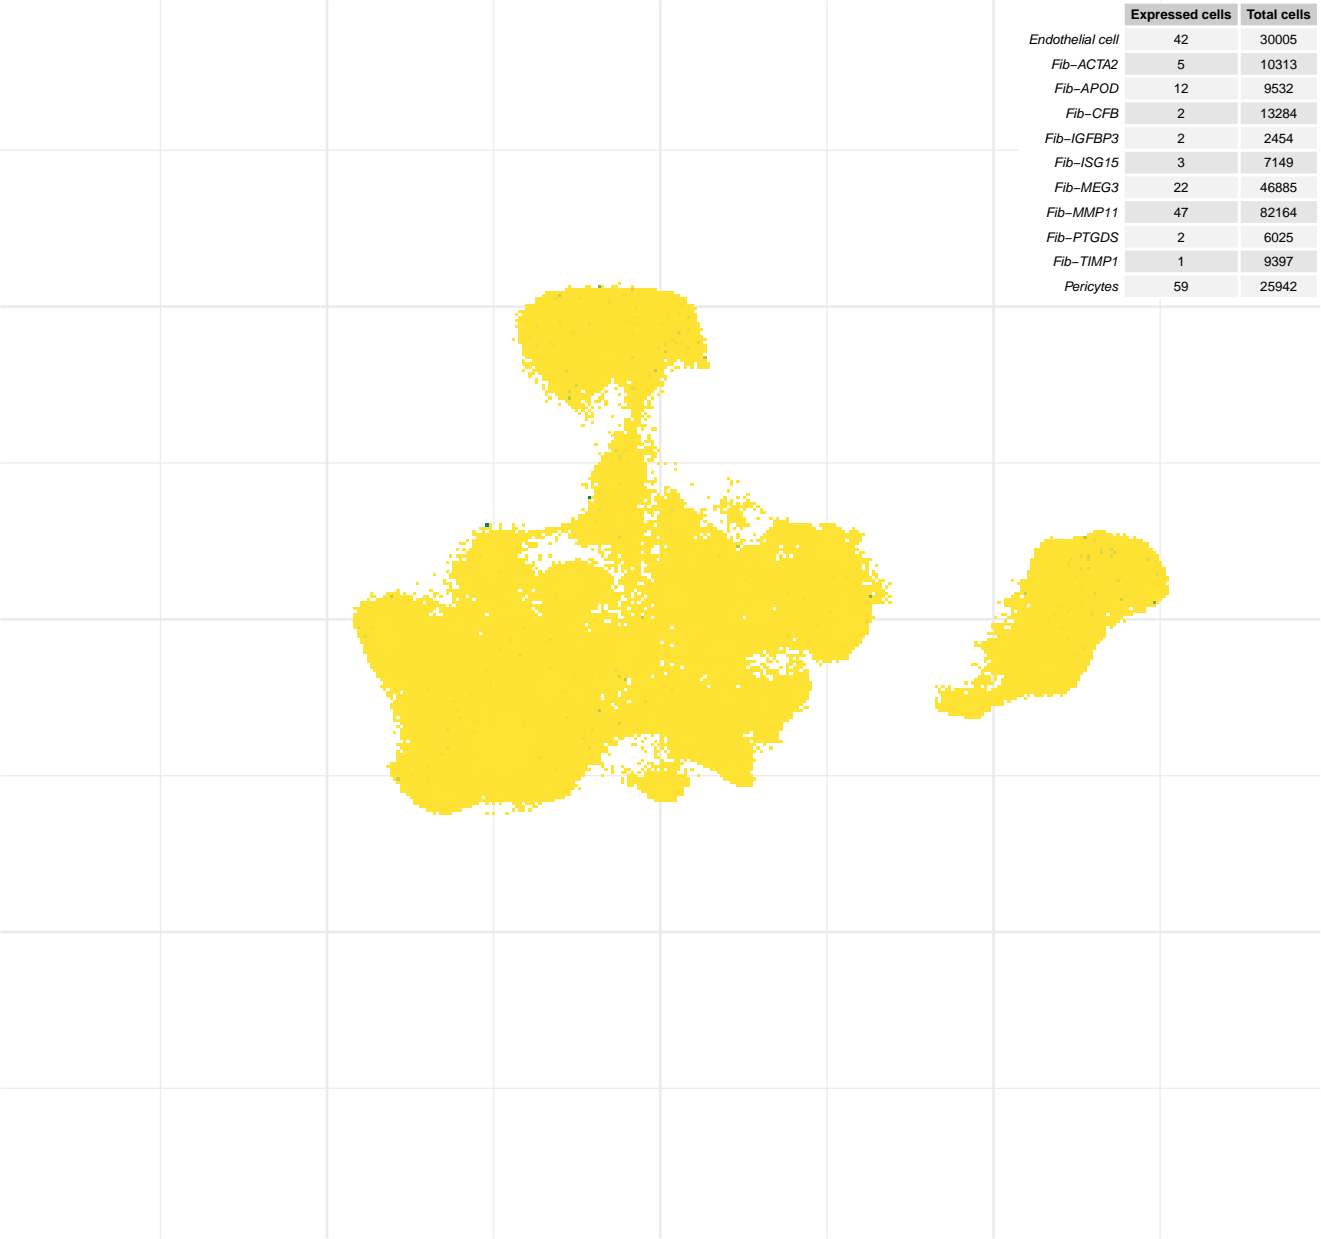 Expressed cells Total cells
Endothelial cell 42 30005
Fib−ACTA2 5 10313
Fib−APOD 12 9532
Fib−CFB 2 13284
Fib−IGFBP3 2 2454
Fib−ISG15 3 7149
Fib−MEG3 22 46885
Fib−MMP11 47 82164
Fib−PTGDS 2 6025
Fib−TIMP1 1 9397
Pericytes 59 25942